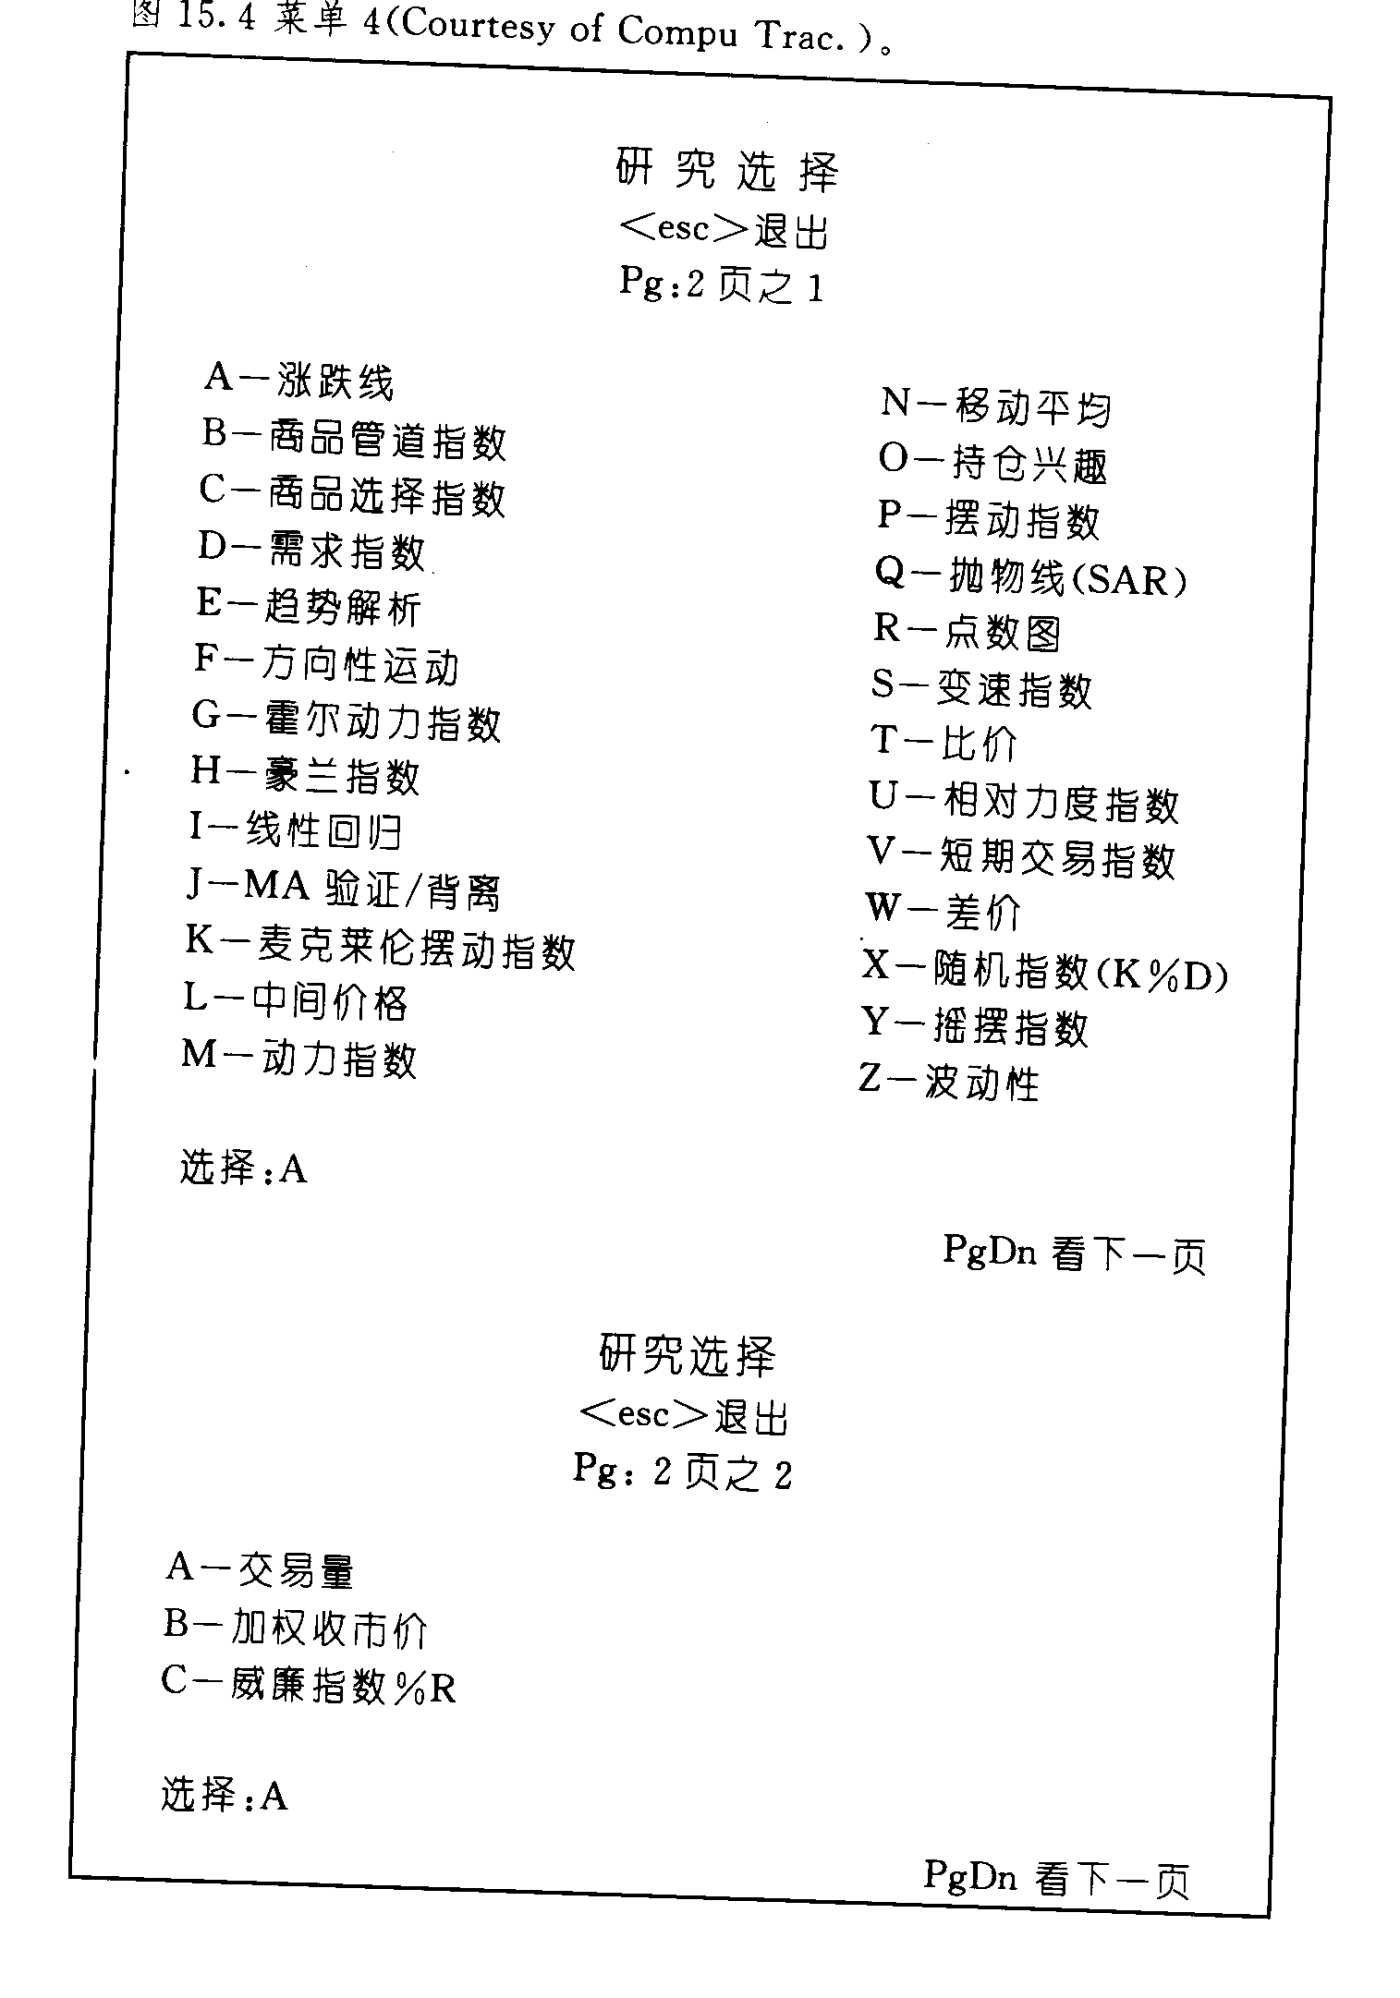 图 15.4 菜单 4(Courtesy of Compu Trac.)。
研究选择
<esc>退出
Pg:2 页之 1
A—涨跌线
B—商品管道指数
C—商品选择指数
D—需求指数
E—趋势解析
F—方向性运动
G—霍尔动力指数
H—豪兰指数
I—线性回归
J—MA 验证/背离
K—麦克莱伦摆动指数
L—中间价格
M—动力指数
N—移动平均
O—持仓兴趣
P—摆动指数
Q—抛物线(SAR)
R—点数图
S—变速指数
T—比价
U—相对力度指数
V—短期交易指数
W—差价
X—随机指数(K%D)
Y—摇摆指数
Z—波动性
选择:A
PgDn 看下一页
研究选择
<esc>退出
Pg: 2 页之 2
A—交易量
B—加权收市价
C—威廉指数%R
选择:A
PgDn 看下一页